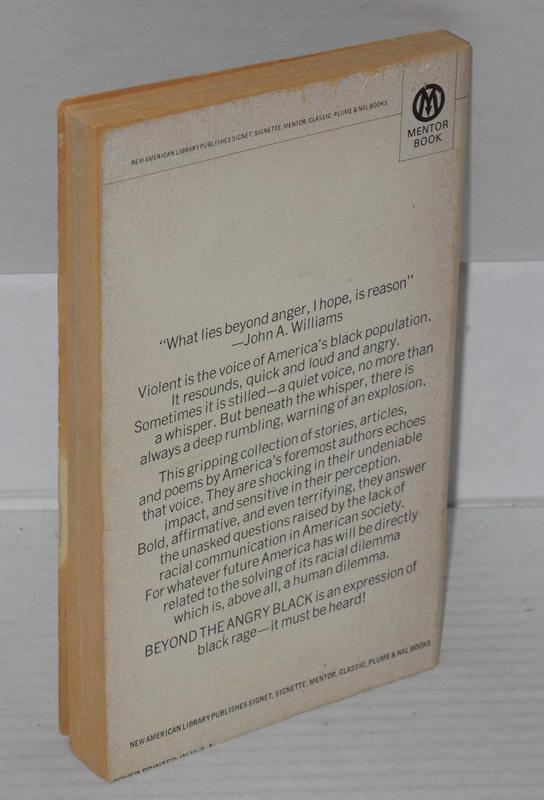 NEW AMERICAN LIBRARY PUBLISHES SIGNET, SIGNETTE, MENTOR, CLASSIC, PLUME & NAL BOOKS
MENTOR
BOOK
"What lies beyond anger, I hope, is reason"
—John A. Williams
Violent is the voice of America's black population.
It resounds, quick and loud and angry.
Sometimes it is stilled—a quiet voice, no more than
a whisper. But beneath the whisper, there is
always a deep rumbling, warning of an explosion.
This gripping collection of stories, articles,
and poems by America's foremost authors echoes
that voice. They are shocking in their undeniable
impact, and sensitive in their perception.
Bold, affirmative, and even terrifying, they answer
the unasked questions raised by the lack of
racial communication in American society.
For whatever future America has will be directly
related to the solving of its racial dilemma
which is, above all, a human dilemma.
BEYOND THE ANGRY BLACK is an expression of
black rage—it must be heard!
NEW AMERICAN LIBRARY PUBLISHES SIGNET, SIGNETTE, MENTOR, CLASSIC, PLUME & NAL BOOKS
COVER PRINTED IN U.S.A.